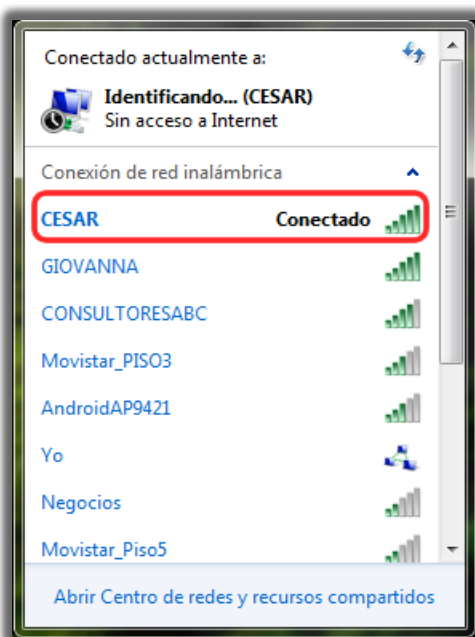 Conectado actualmente a:
Identificando... (CESAR)
Sin acceso a Internet
Conexión de red inalámbrica
CESAR Conectado
GIOVANNA
CONSULTORESABC
Movistar_PISO3
AndroidAP9421
Yo
Negocios
Movistar_Piso5
Abrir Centro de redes y recursos compartidos